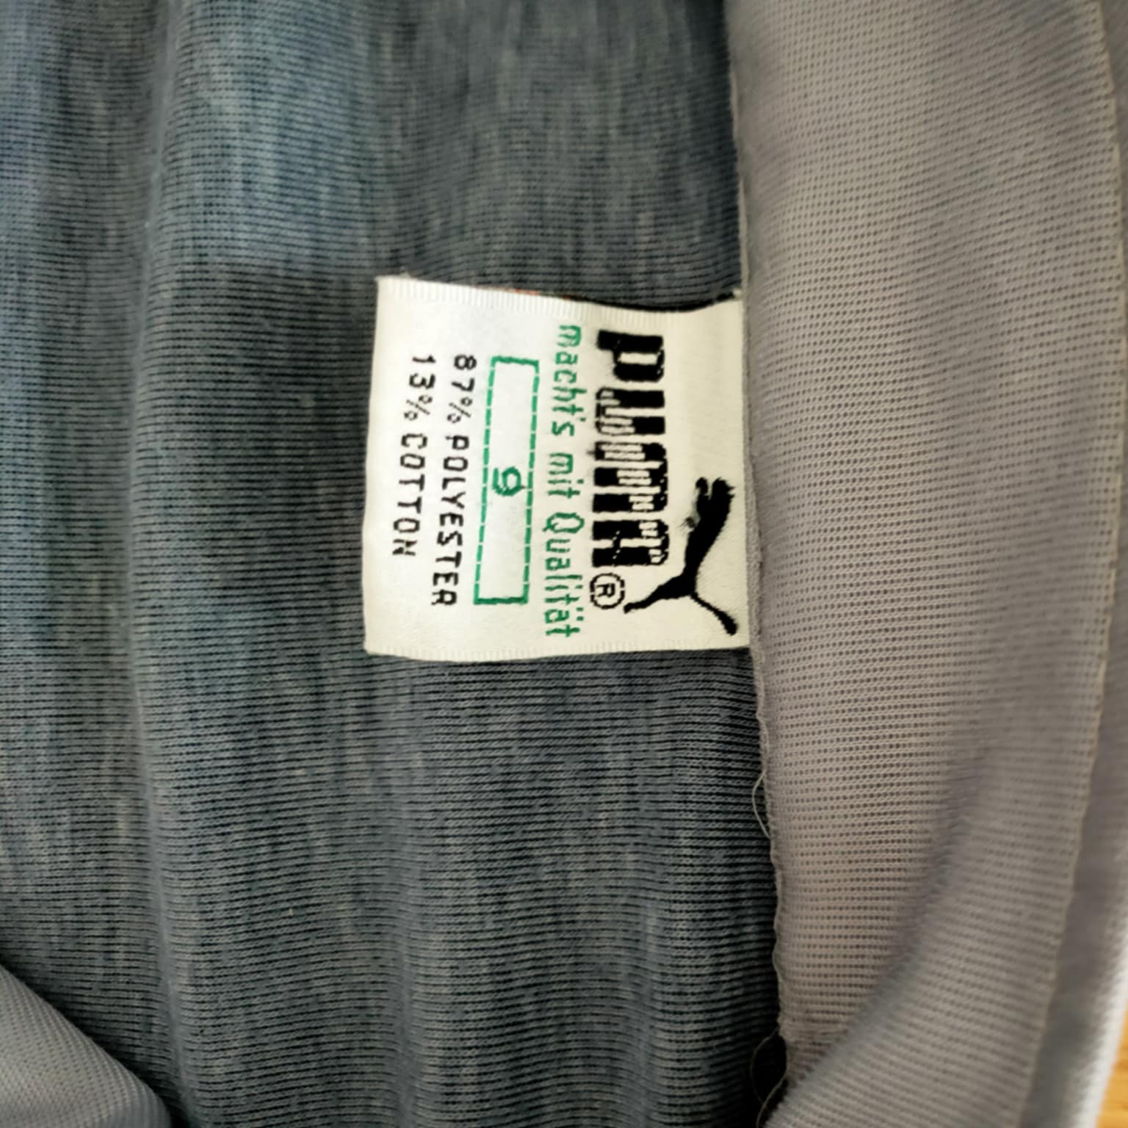 PUMA®
macht's mit Qualität
9
87% POLYESTER
13% COTTON